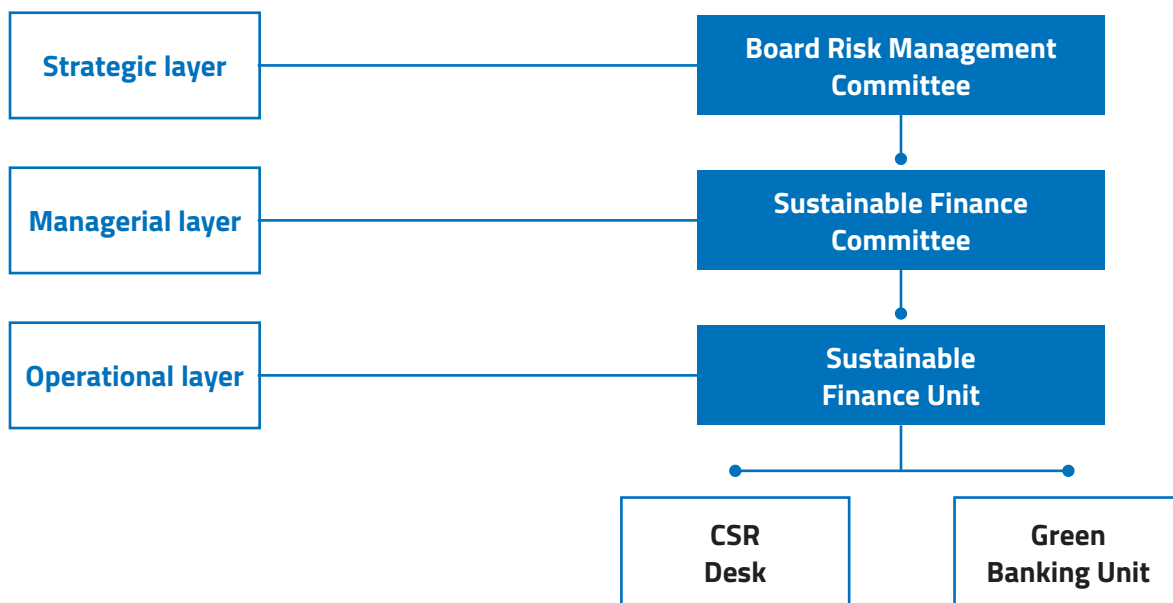 Strategic layer
Board Risk Management
Committee
Managerial layer
Sustainable Finance
Committee
Operational layer
Sustainable
Finance Unit
CSR
Desk
Green
Banking Unit